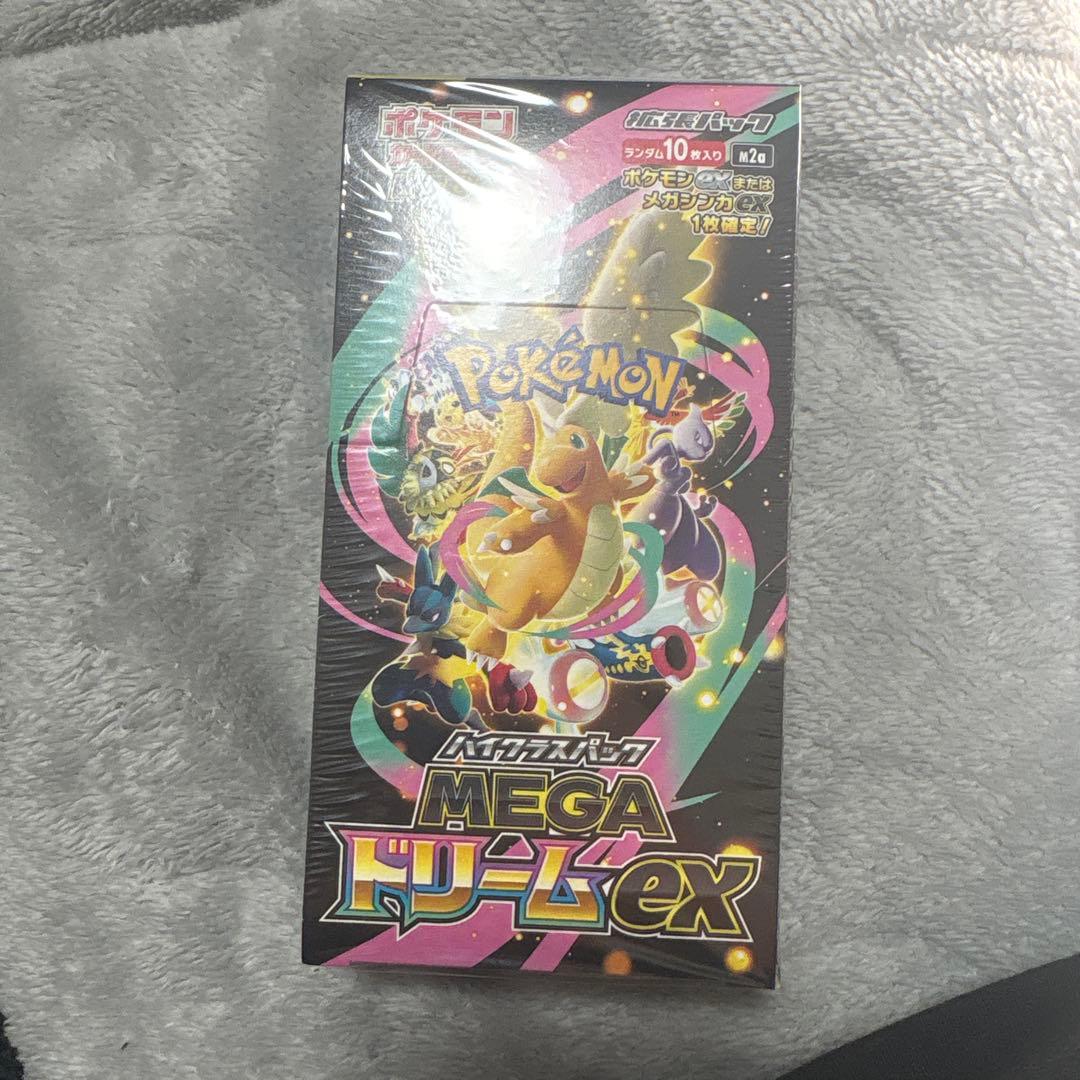 ポケモン
拡張パック
ランダム10枚入り
M2a
ポケモンexまたは
メガシンカex
1枚確定!
POKéMON
TM
ハイクラスパック
MEGA
ドリームex